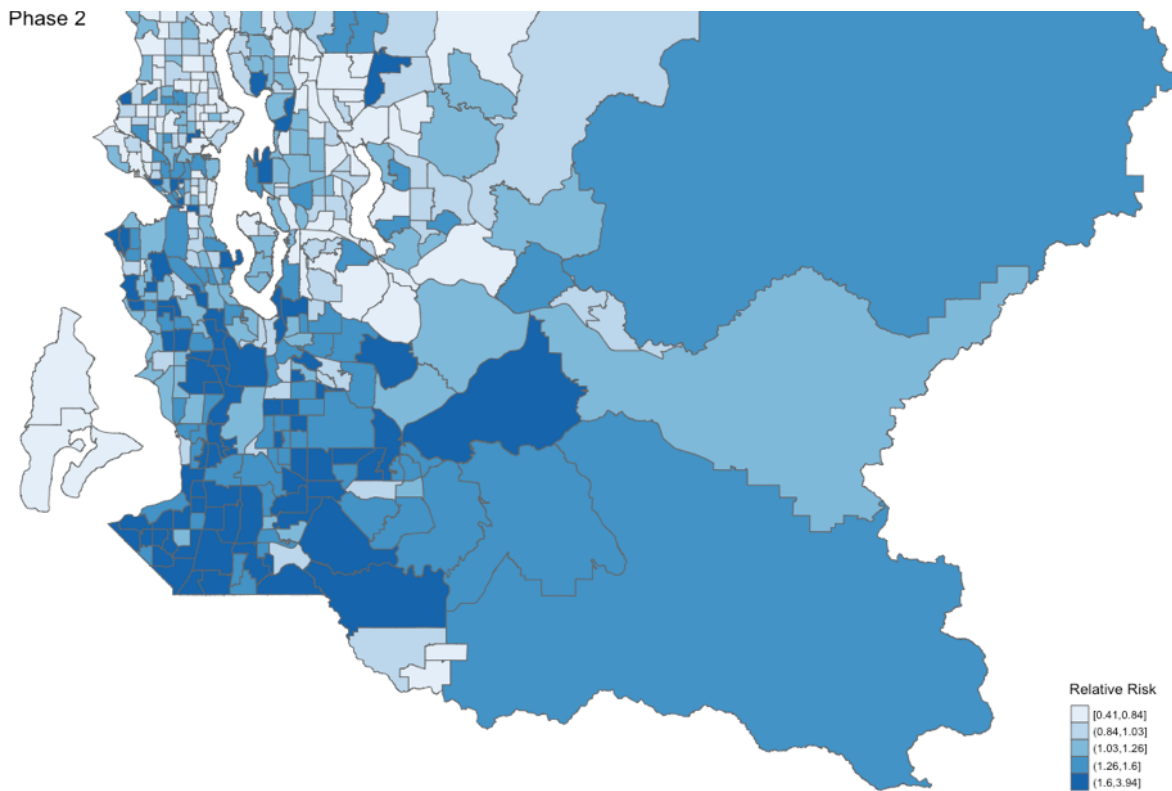 Phase 2
Relative Risk
[0.41,0.84]
(0.84,1.03]
(1.03,1.26]
(1.26,1.6]
(1.6,3.94]